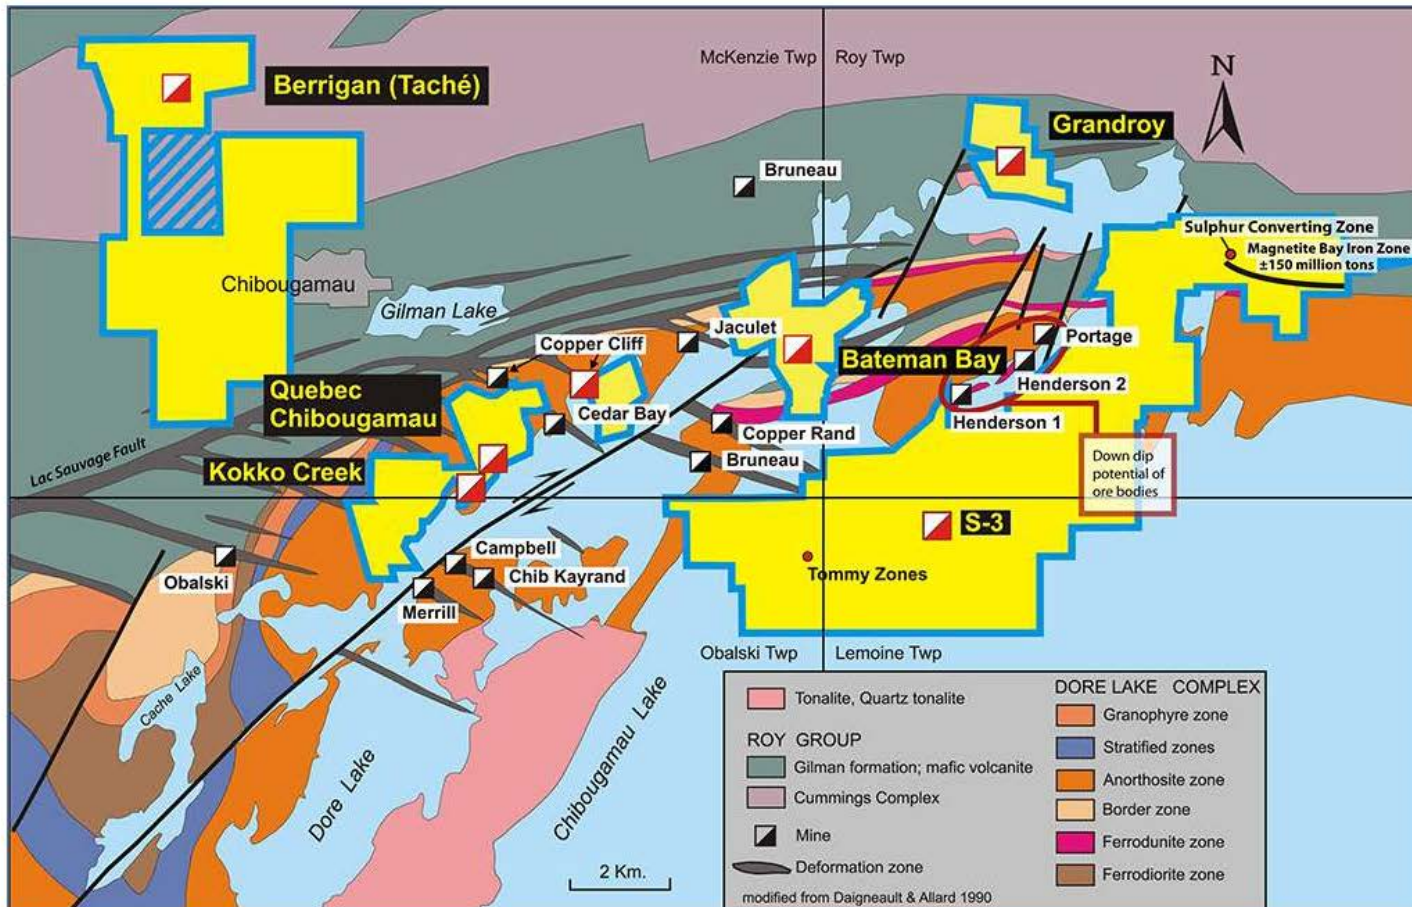 McKenzie Twp
Roy Twp
N
Berrigan (Taché)
Grandroy
Bruneau
Sulphur Converting Zone
Magnetite Bay Iron Zone
±150 million tons
Chibougamau
Gilman Lake
Jaculet
Portage
Copper Cliff
Bateman Bay
Henderson 2
Quebec
Chibougamau
Cedar Bay
Henderson 1
Copper Rand
Lac Sauvage Fault
Kokko Creek
Bruneau
Down dip
potential of
ore bodies
S-3
Obalski
Campbell
Chib Kayrand
Tommy Zones
Merrill
Obalski Twp
Lemoine Twp
Cache Lake
Dore Lake
Chibougamau Lake
Tonalite, Quartz tonalite
ROY GROUP
Gilman formation; mafic volcanite
Cummings Complex
Mine
Deformation zone
modified from Daigneault & Allard 1990
DORE LAKE COMPLEX
Granophyre zone
Stratified zones
Anorthosite zone
Border zone
Ferrodunite zone
Ferrodiorite zone
2 Km.